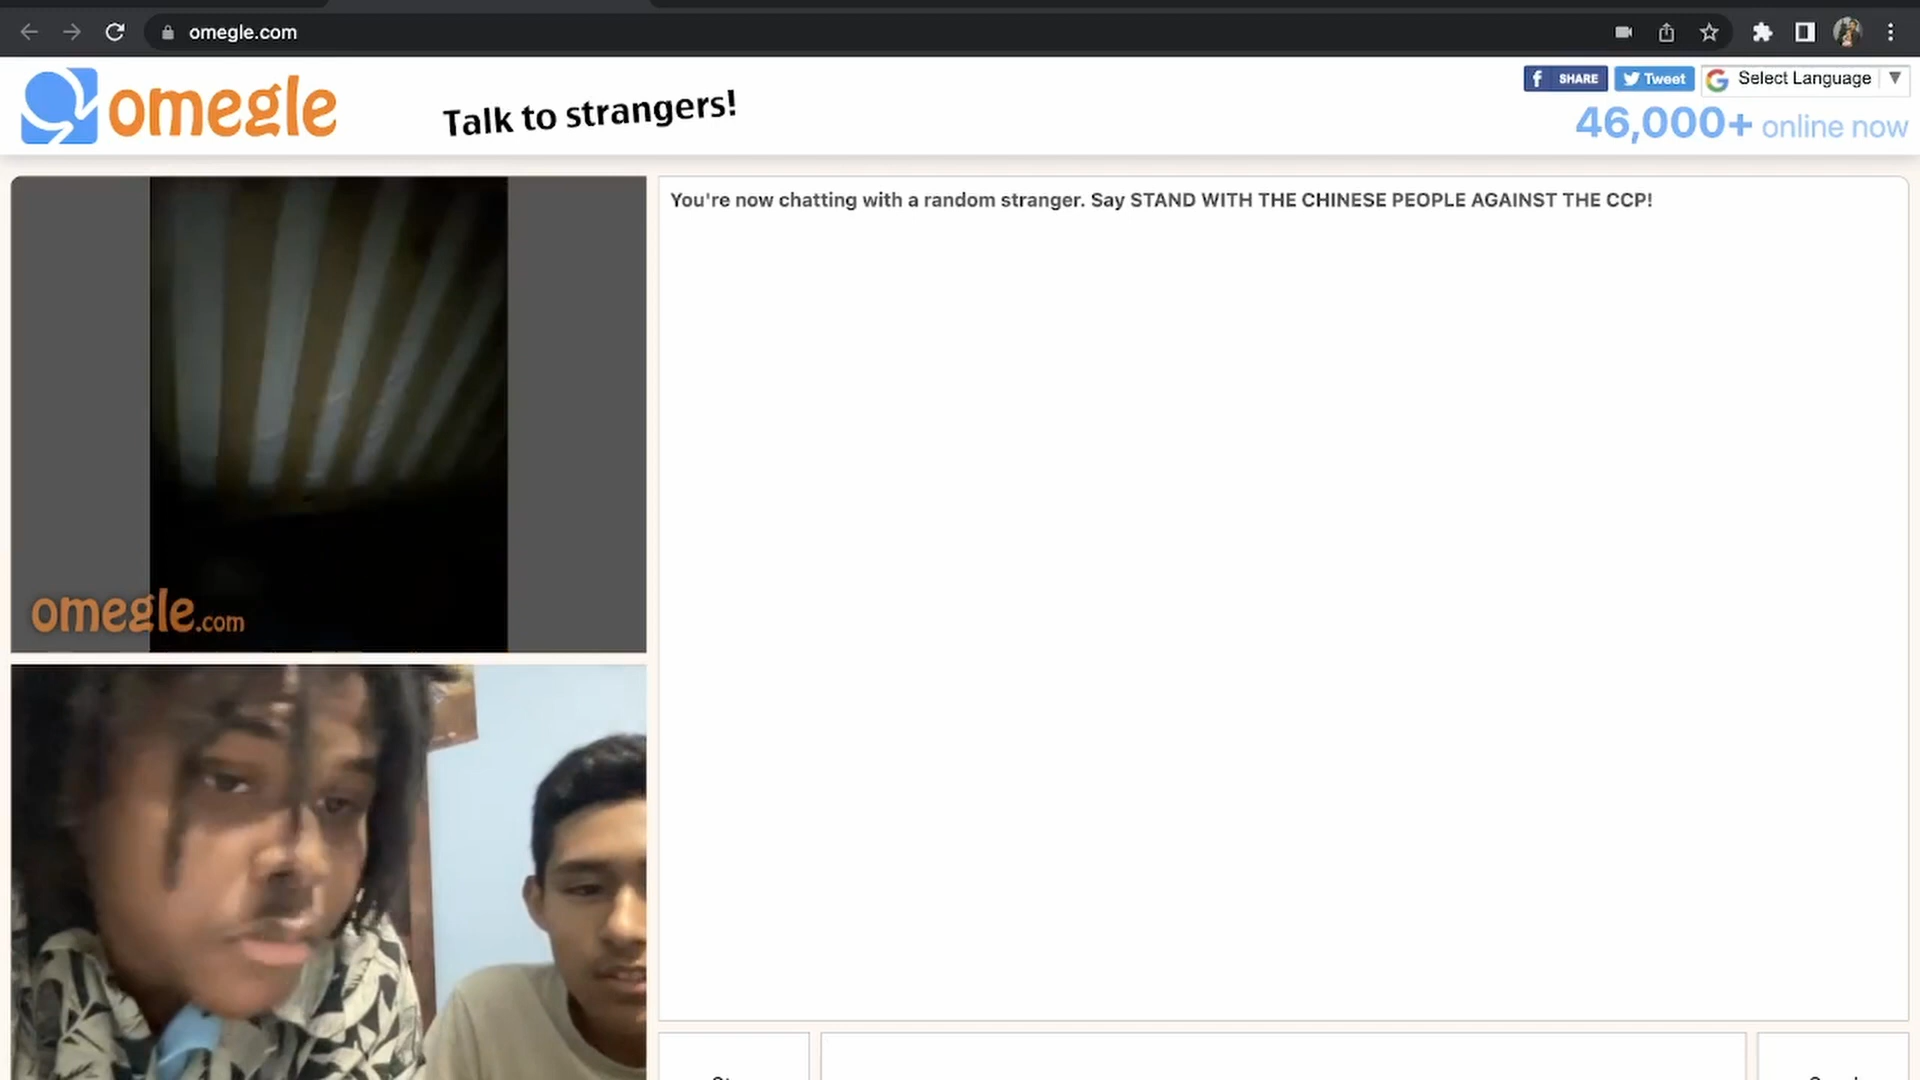 omegle.com
omegle
Talk to strangers!
SHARE
Tweet
Select Language
46,000+ online now
You're now chatting with a random stranger. Say STAND WITH THE CHINESE PEOPLE AGAINST THE CCP!
omegle.com